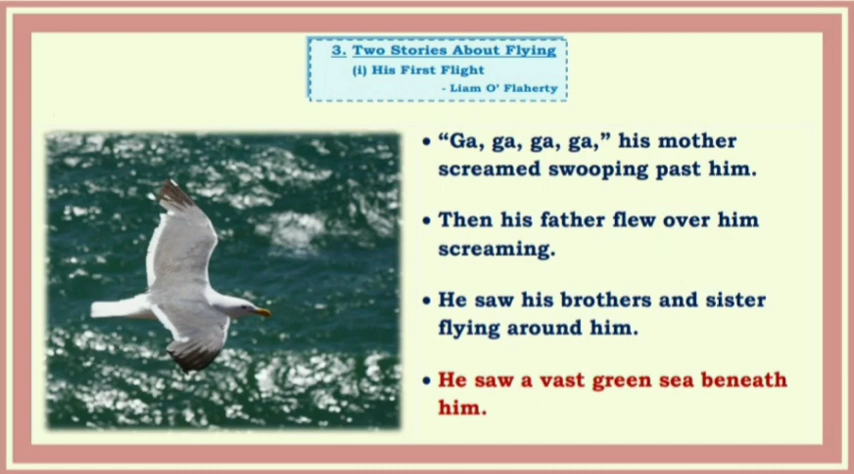 3. Two Stories About Flying
(i) His First Flight
- Liam O' Flaherty
• “Ga, ga, ga, ga,” his mother
screamed swooping past him.
• Then his father flew over him
screaming.
• He saw his brothers and sister
flying around him.
• He saw a vast green sea beneath
him.